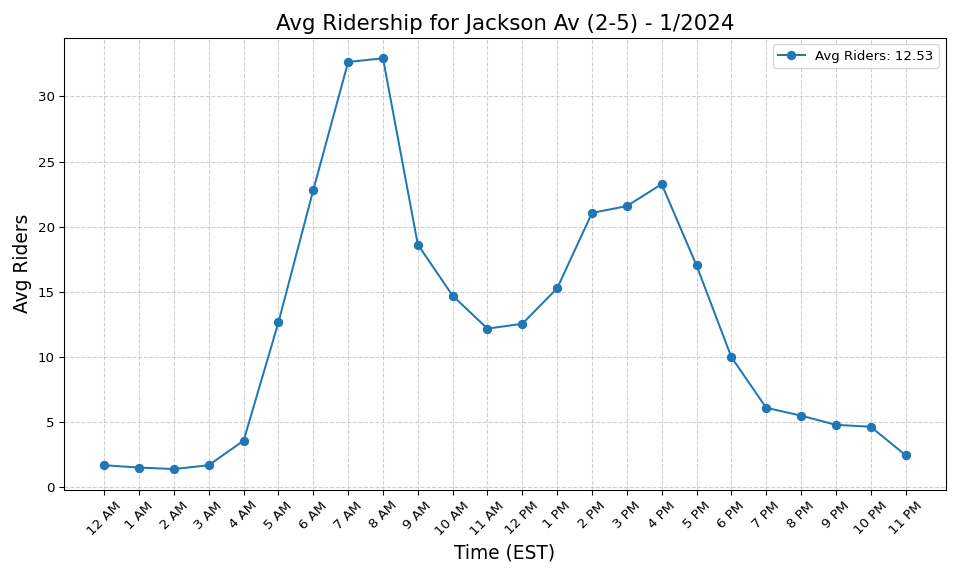 Avg Ridership for Jackson Av (2-5) - 1/2024
Avg Riders: 12.53
Avg Riders
30
25
20
15
10
5
0
12 AM
1 AM
2 AM
3 AM
4 AM
5 AM
6 AM
7 AM
8 AM
9 AM
10 AM
11 AM
12 PM
1 PM
2 PM
3 PM
4 PM
5 PM
6 PM
7 PM
8 PM
9 PM
10 PM
11 PM
Time (EST)